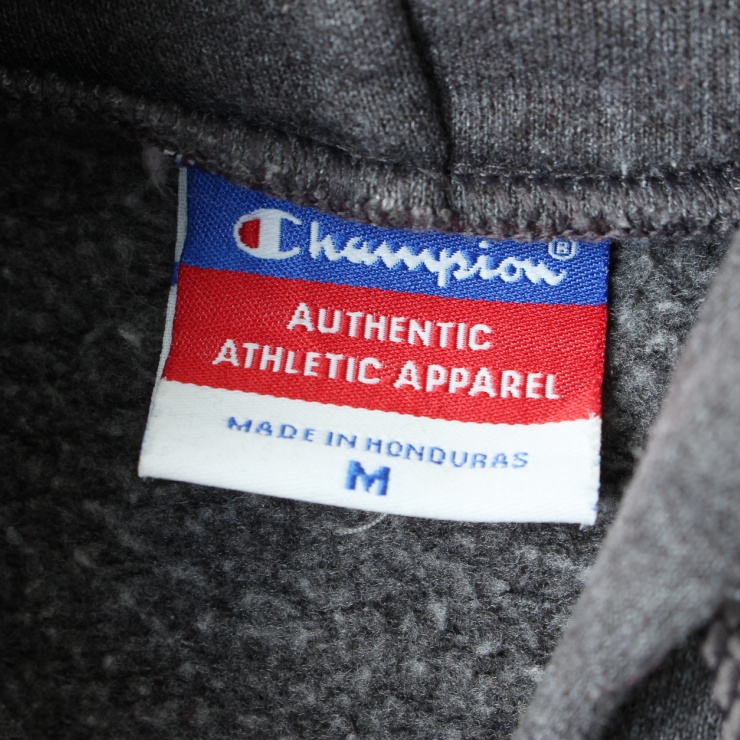 Champion®
AUTHENTIC
ATHLETIC APPAREL
MADE IN HONDURAS
M